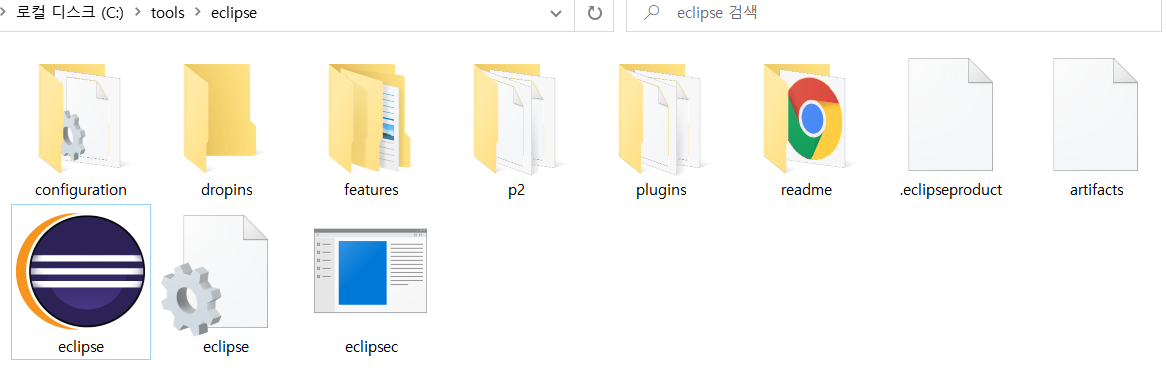 로컬 디스크 (C:) > tools > eclipse
eclipse 검색
configuration
dropins
features
p2
plugins
readme
.eclipseproduct
artifacts
eclipse
eclipse
eclipsec